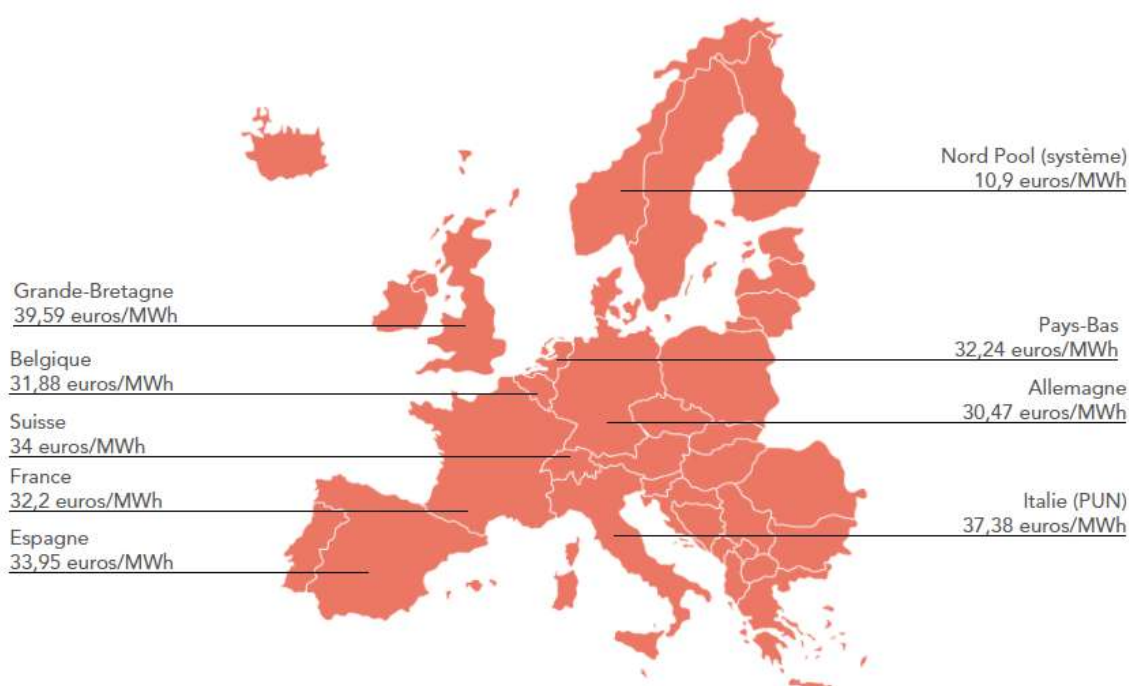 Nord Pool (système)
10,9 euros/MWh
Grande-Bretagne
39,59 euros/MWh
Pays-Bas
32,24 euros/MWh
Belgique
31,88 euros/MWh
Allemagne
30,47 euros/MWh
Suisse
34 euros/MWh
France
32,2 euros/MWh
Italie (PUN)
37,38 euros/MWh
Espagne
33,95 euros/MWh